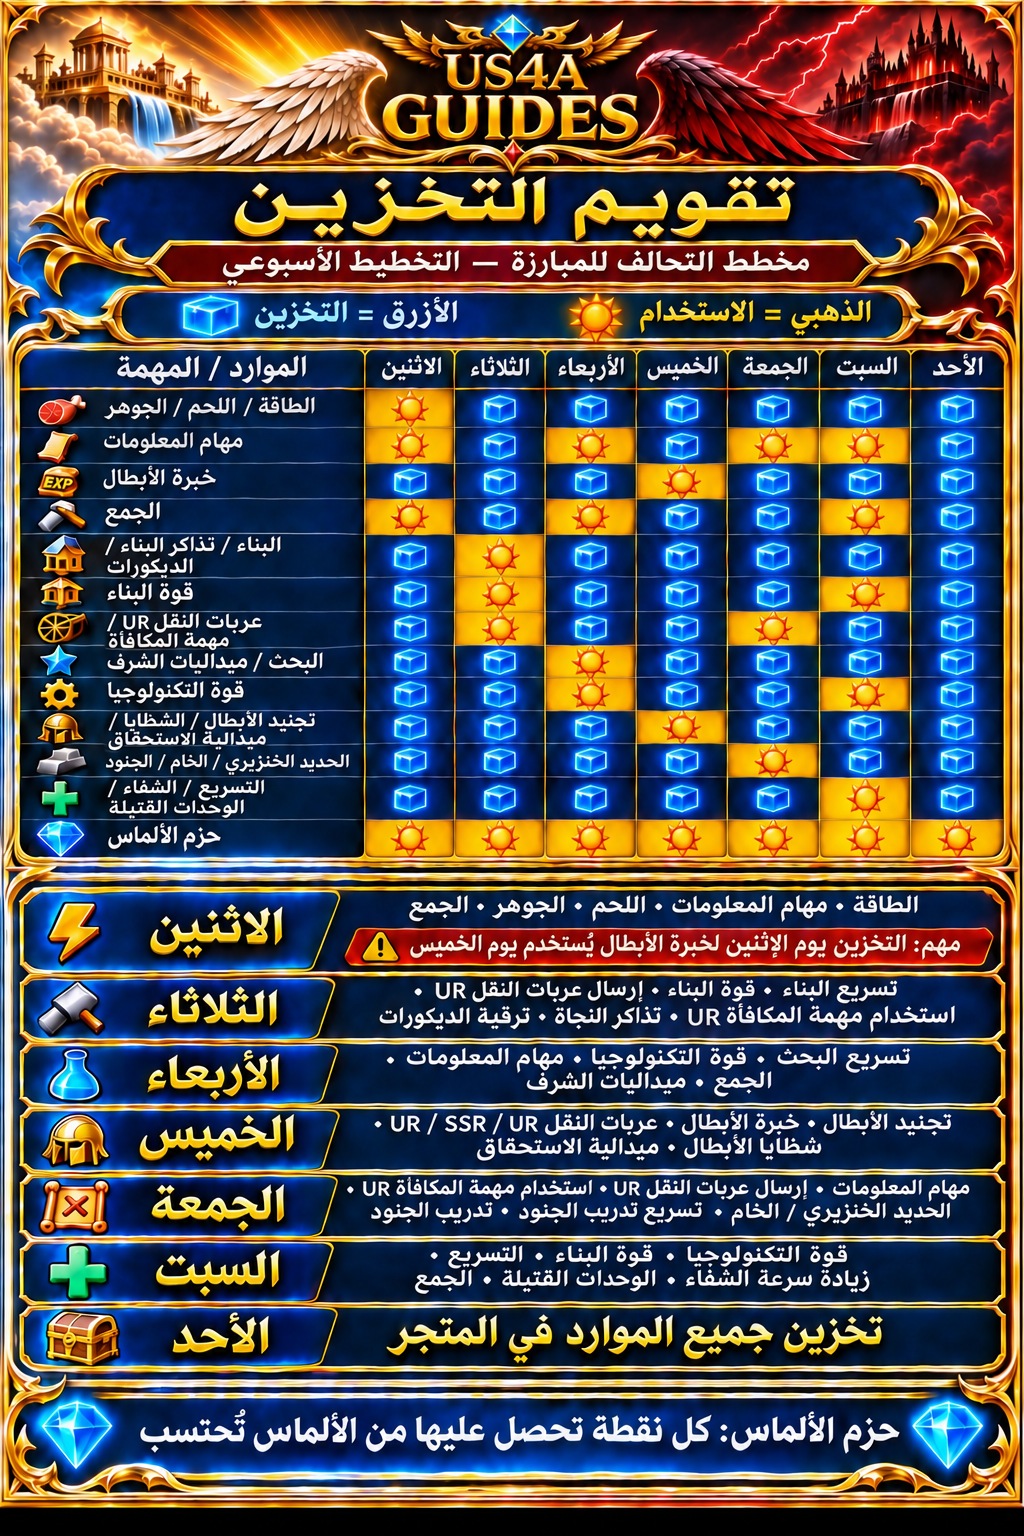 US4A
GUIDES
تقويم التخزين
مخطط التحالف للمبارزة — التخطيط الأسبوعي
الذهبي = الاستخدام
الأزرق = التخزين
الموارد / المهمة
الاثنين
الثلاثاء
الأربعاء
الخميس
الجمعة
السبت
الأحد
الطاقة / اللحم / الجوهر
مهام المعلومات
EXP
خبرة الأبطال
الجمع
البناء / تذاكر البناء /
الديكورات
قوة البناء
عربات النقل UR /
مهمة المكافأة
البحث / ميداليات الشرف
قوة التكنولوجيا
تجنيد الأبطال / الشظايا /
ميدالية الاستحقاق
الحديد الخنزيري / الخام / الجنود
التسريع / الشفاء /
الوحدات القتيلة
حزم الألماس
الاثنين
الطاقة • مهام المعلومات • اللحم • الجوهر • الجمع
مهم: التخزين يوم الإثنين لخبرة الأبطال يُستخدم يوم الخميس
الثلاثاء
تسريع البناء • قوة البناء • إرسال عربات النقل UR •
استخدام مهمة المكافأة UR • تذاكر النجاة • ترقية الديكورات
الأربعاء
تسريع البحث • قوة التكنولوجيا • مهام المعلومات •
الجمع • ميداليات الشرف
الخميس
تجنيد الأبطال • خبرة الأبطال • عربات النقل UR / SSR / UR •
شظايا الأبطال • ميدالية الاستحقاق
الجمعة
مهام المعلومات • إرسال عربات النقل UR • استخدام مهمة المكافأة UR •
الحديد الخنزيري / الخام • تسريع تدريب الجنود • تدريب الجنود
السبت
قوة التكنولوجيا • قوة البناء • التسريع •
زيادة سرعة الشفاء • الوحدات القتيلة • الجمع
الأحد
تخزين جميع الموارد في المتجر
حزم الألماس: كل نقطة تحصل عليها من الألماس تُحتسب